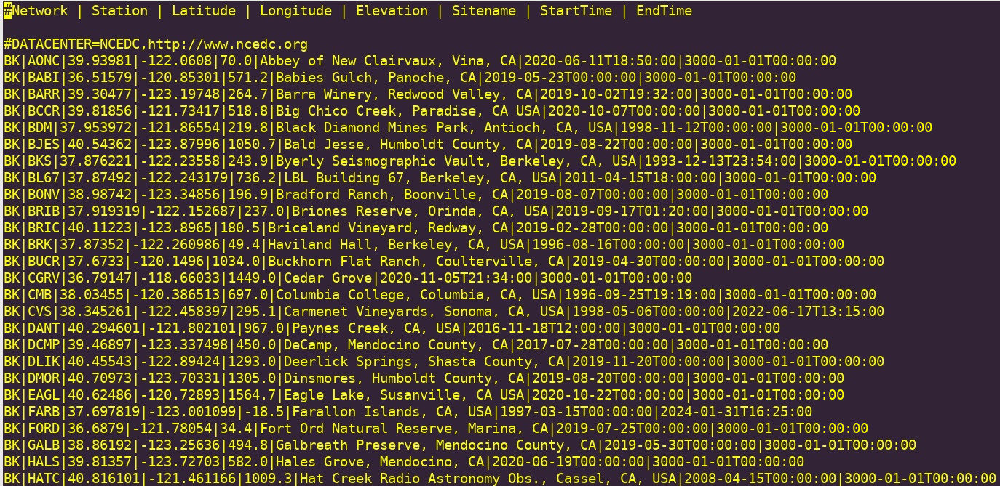 #Network | Station | Latitude | Longitude | Elevation | Sitename | StartTime | EndTime
#DATACENTER=NCEDC,http://www.ncedc.org
BK|AONC|39.93981|-122.0608|70.0|Abbey of New Clairvaux, Vina, CA|2020-06-11T18:50:00|3000-01-01T00:00:00
BK|BABI|36.51579|-120.85301|571.2|Babies Gulch, Panoche, CA|2019-05-23T00:00:00|3000-01-01T00:00:00
BK|BARR|39.30477|-123.19748|264.7|Barra Winery, Redwood Valley, CA|2019-10-02T19:32:00|3000-01-01T00:00:00
BK|BCCR|39.81856|-121.73417|518.8|Big Chico Creek, Paradise, CA USA|2020-10-07T00:00:00|3000-01-01T00:00:00
BK|BDM|37.953972|-121.86554|219.8|Black Diamond Mines Park, Antioch, CA, USA|1998-11-12T00:00:00|3000-01-01T00:00:00
BK|BJES|40.54362|-123.87996|1050.7|Bald Jesse, Humboldt County, CA|2019-08-22T00:00:00|3000-01-01T00:00:00
BK|BKS|37.876221|-122.23558|243.9|Byerly Seismographic Vault, Berkeley, CA, USA|1993-12-13T23:54:00|3000-01-01T00:00:00
BK|BL67|37.87492|-122.243179|736.2|LBL Building 67, Berkeley, CA, USA|2011-04-15T18:00:00|3000-01-01T00:00:00
BK|BONV|38.98742|-123.34856|196.9|Bradford Ranch, Boonville, CA|2019-08-07T00:00:00|3000-01-01T00:00:00
BK|BRIB|37.919319|-122.152687|237.0|Briones Reserve, Orinda, CA, USA|2019-09-17T01:20:00|3000-01-01T00:00:00
BK|BRIC|40.11223|-123.8965|180.5|Briceland Vineyard, Redway, CA|2019-02-28T00:00:00|3000-01-01T00:00:00
BK|BRK|37.87352|-122.260986|49.4|Haviland Hall, Berkeley, CA, USA|1996-08-16T00:00:00|3000-01-01T00:00:00
BK|BUCR|37.6733|-120.1496|1034.0|Buckhorn Flat Ranch, Coulterville, CA|2019-04-30T00:00:00|3000-01-01T00:00:00
BK|CGRV|36.79147|-118.66033|1449.0|Cedar Grove|2020-11-05T21:34:00|3000-01-01T00:00:00
BK|CMB|38.03455|-120.386513|697.0|Columbia College, Columbia, CA, USA|1996-09-25T19:19:00|3000-01-01T00:00:00
BK|CVS|38.345261|-122.458397|295.1|Carmenet Vineyards, Sonoma, CA, USA|1998-05-06T00:00:00|2022-06-17T13:15:00
BK|DANT|40.294601|-121.802101|967.0|Paynes Creek, CA, USA|2016-11-18T12:00:00|3000-01-01T00:00:00
BK|DCMP|39.46897|-123.337498|450.0|DeCamp, Mendocino County, CA|2017-07-28T00:00:00|3000-01-01T00:00:00
BK|DLIK|40.45543|-122.89424|1293.0|Deerlick Springs, Shasta County, CA|2019-11-20T00:00:00|3000-01-01T00:00:00
BK|DMOR|40.70973|-123.70331|1305.0|Dinsmores, Humboldt County, CA|2019-08-20T00:00:00|3000-01-01T00:00:00
BK|EAGL|40.62486|-120.72893|1564.7|Eagle Lake, Susanville, CA USA|2020-10-22T00:00:00|3000-01-01T00:00:00
BK|FARB|37.697819|-123.001099|-18.5|Farallon Islands, CA, USA|1997-03-15T00:00:00|2024-01-31T16:25:00
BK|FORD|36.6879|-121.78054|34.4|Fort Ord Natural Reserve, Marina, CA|2019-07-25T00:00:00|3000-01-01T00:00:00
BK|GALB|38.86192|-123.25636|494.8|Galbreath Preserve, Mendocino County, CA|2019-05-30T00:00:00|3000-01-01T00:00:00
BK|HALS|39.81357|-123.72703|582.0|Hales Grove, Mendocino, CA|2020-06-19T00:00:00|3000-01-01T00:00:00
BK|HATC|40.816101|-121.461166|1009.3|Hat Creek Radio Astronomy Obs., Cassel, CA, USA|2008-04-15T00:00:00|3000-01-01T00:00:00